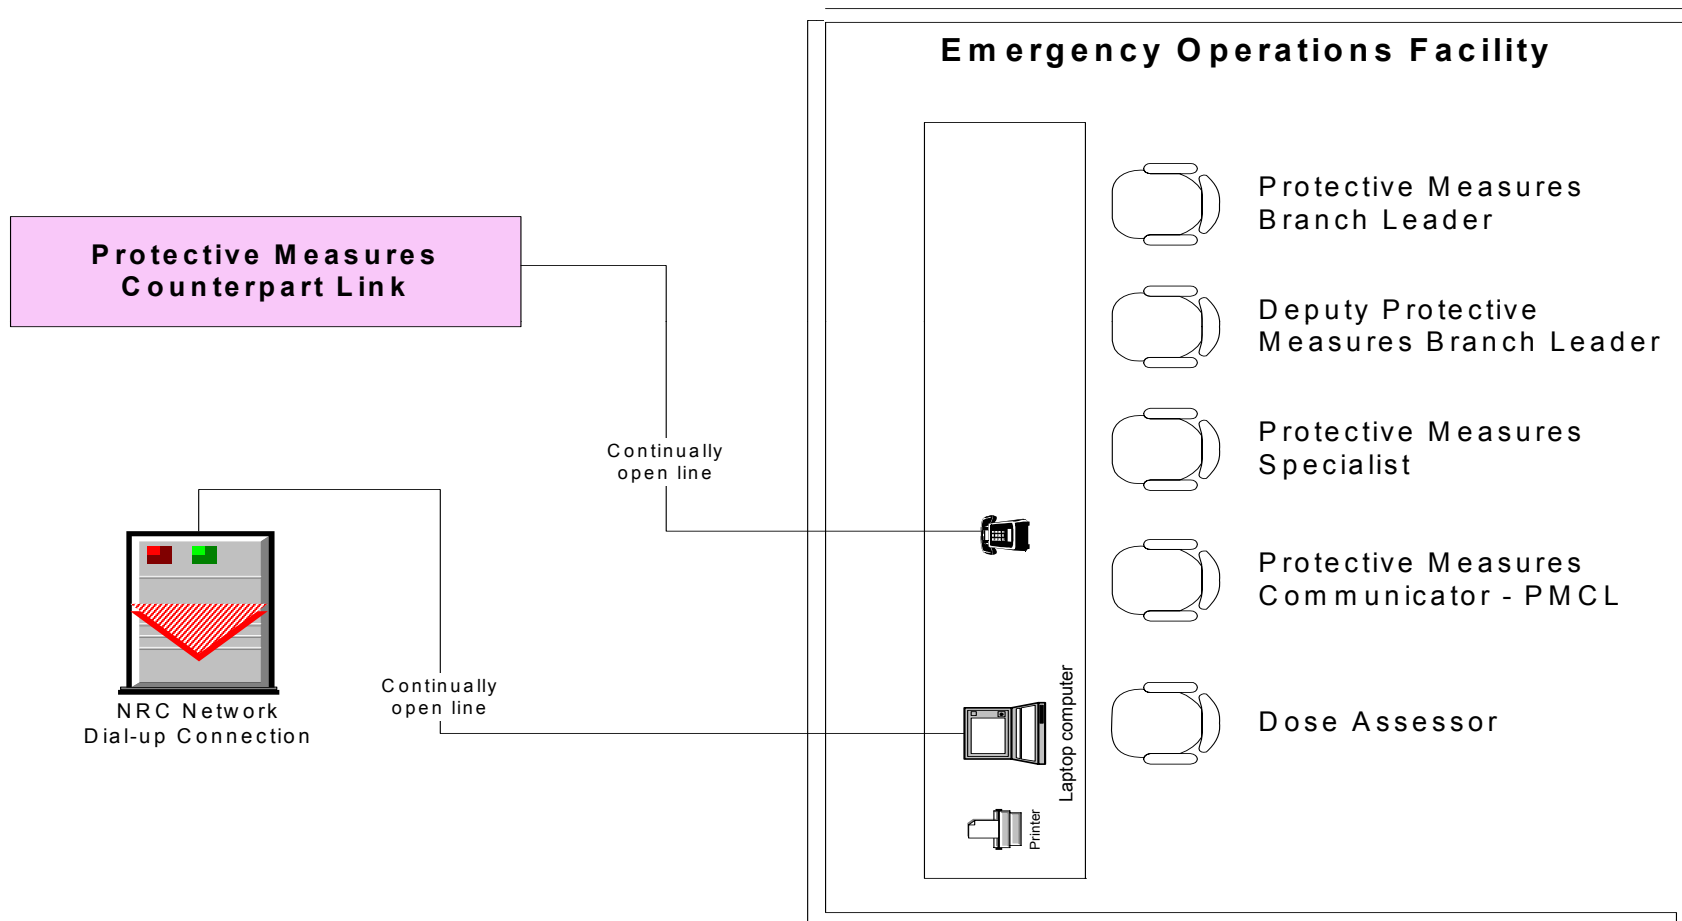 Emergency Operations Facility
Protective Measures
Branch Leader
Protective Measures
Counterpart Link
Deputy Protective
Measures Branch Leader
Continually
open line
Protective Measures
Specialist
Protective Measures
Communicator - PMCL
NRC Network
Dial-up Connection
Continually
open line
Laptop computer
Dose Assessor
Printer